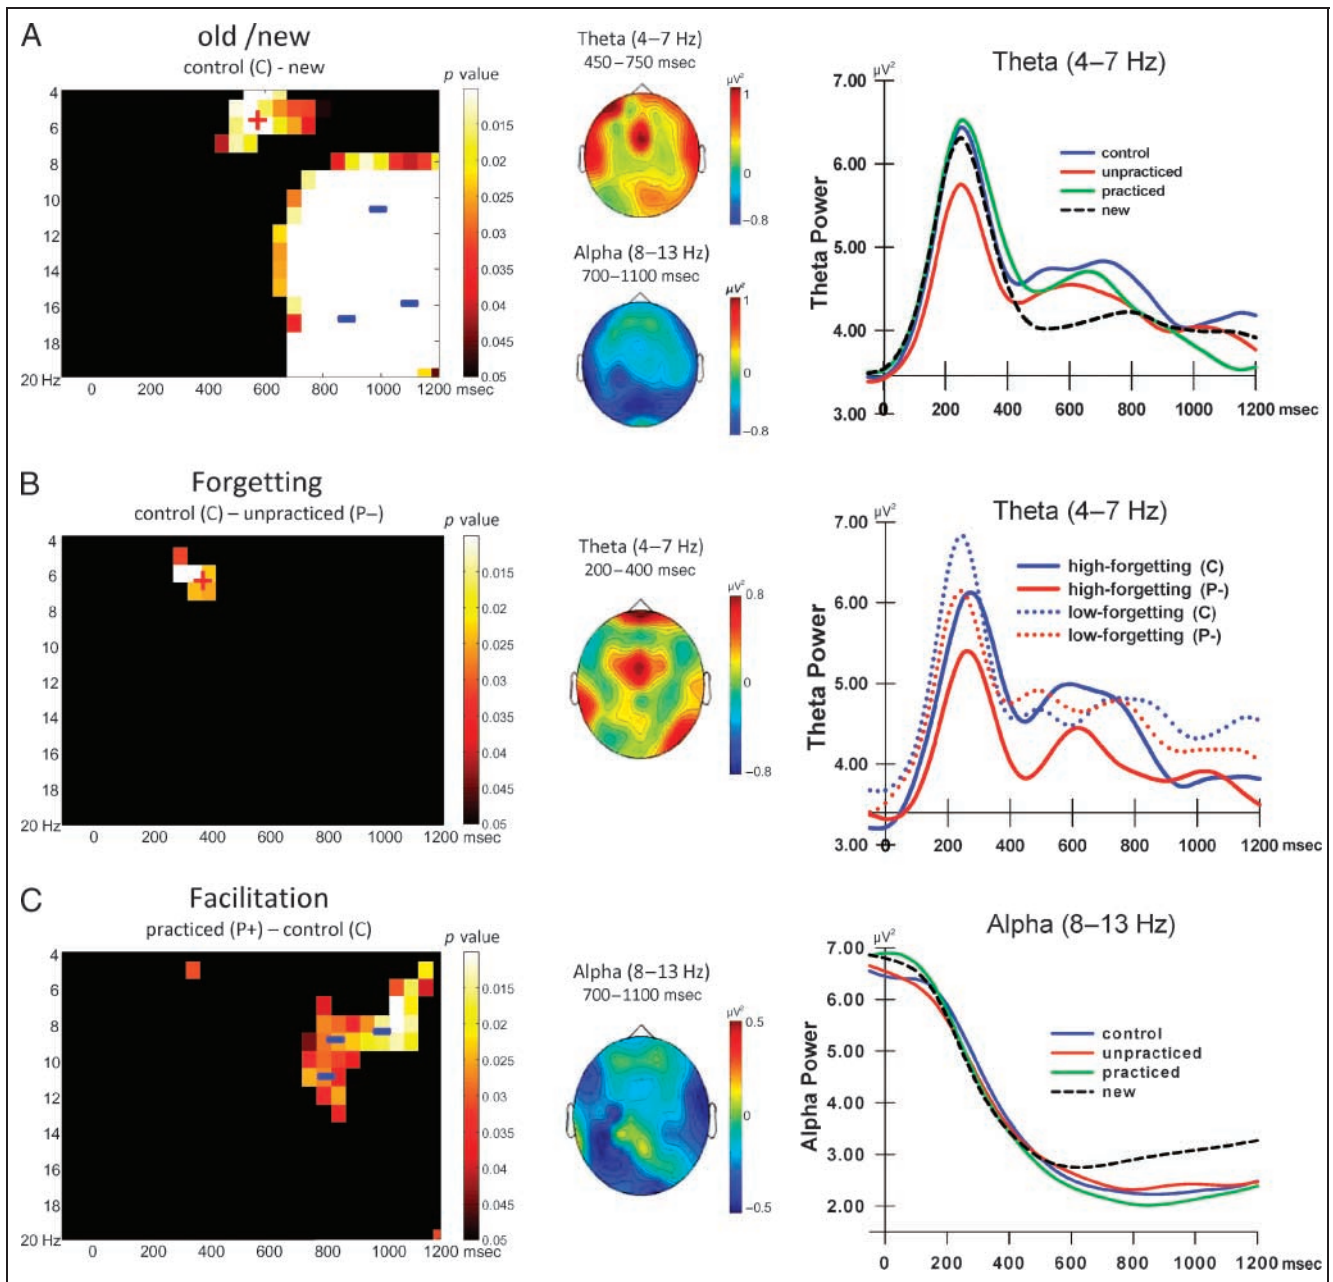 A
old /new
control (C) - new
p value
4
6
8
10
12
14
16
18
20 Hz
0 200 400 600 800 1000 1200 msec
0.015
0.02
0.025
0.03
0.035
0.04
0.045
0.05
Theta (4–7 Hz)
450–750 msec
μV²
1
0
–0.8
Alpha (8–13 Hz)
700–1100 msec
μV²
1
0
–0.8
Theta (4–7 Hz)
μV²
7.00
6.00
5.00
4.00
3.00
Theta Power
control
unpracticed
practiced
new
0 200 400 600 800 1000 1200 msec
B
Forgetting
control (C) – unpracticed (P–)
p value
4
6
8
10
12
14
16
18
20 Hz
0 200 400 600 800 1000 1200 msec
0.015
0.02
0.025
0.03
0.035
0.04
0.045
0.05
Theta (4–7 Hz)
200–400 msec
μV²
0.8
0
–0.8
Theta (4–7 Hz)
μV²
7.00
6.00
5.00
4.00
3.00
Theta Power
high-forgetting (C)
high-forgetting (P-)
low-forgetting (C)
low-forgetting (P-)
0 200 400 600 800 1000 1200 msec
C
Facilitation
practiced (P+) – control (C)
p value
4
6
8
10
12
14
16
18
20 Hz
0 200 400 600 800 1000 1200 msec
0.015
0.02
0.025
0.03
0.035
0.04
0.045
0.05
Alpha (8–13 Hz)
700–1100 msec
μV²
0.5
0
–0.5
Alpha (8–13 Hz)
μV²
7.00
6.00
5.00
4.00
3.00
2.00
Alpha Power
control
unpracticed
practiced
new
0 200 400 600 800 1000 1200 msec